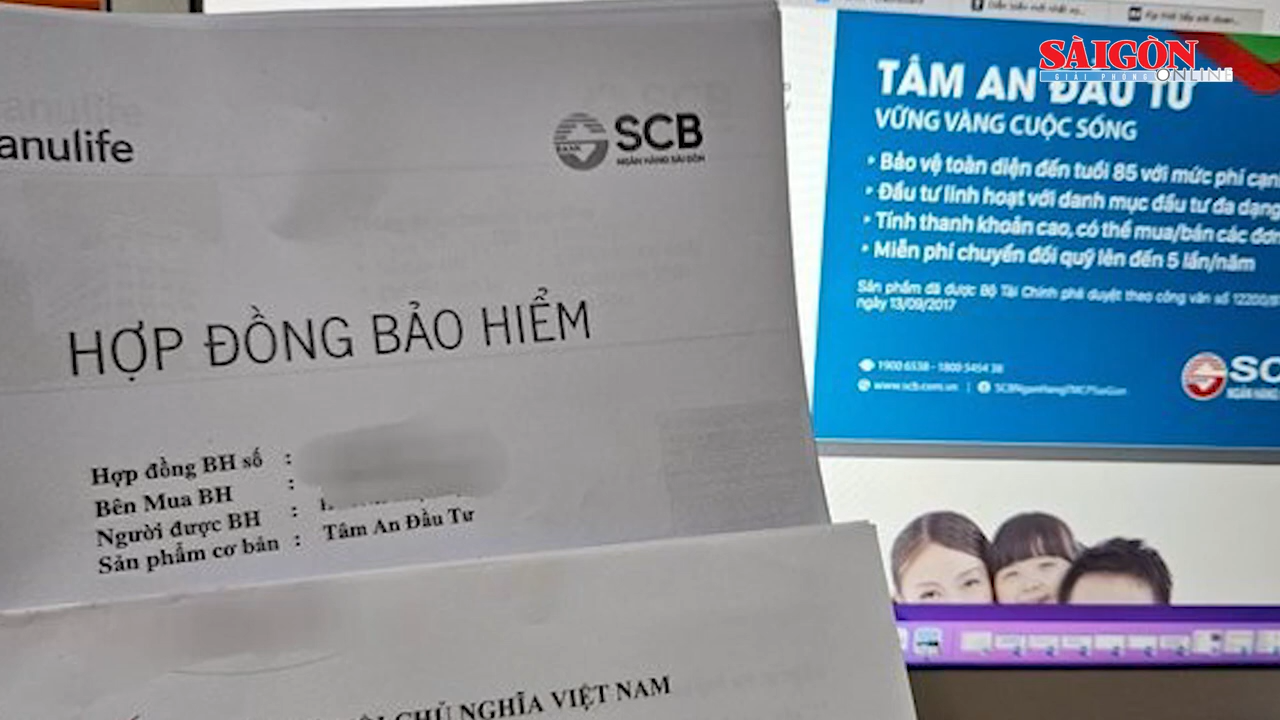 anulife
SCB
NGÂN HÀNG SÀI GÒN
HỢP ĐỒNG BẢO HIỂM
Hợp đồng BH số :
Bên Mua BH :
Người được BH :
Sản phẩm cơ bản : Tâm An Đầu Tư
CHỦ NGHĨA VIỆT NAM
SÀIGÒN
GIẢI PHÓNG ONLINE
TÂM AN ĐẦU TƯ
VỮNG VÀNG CUỘC SỐNG
• Bảo vệ toàn diện đến tuổi 85 với mức phí cạn
• Đầu tư linh hoạt với danh mục đầu tư đa dạng
• Tính thanh khoản cao, có thể mua/bán các đơn
• Miễn phí chuyển đổi quỹ lên đến 5 lần/năm
Sản phẩm đã được Bộ Tài Chính phê duyệt theo công văn số 12200/B
ngày 13/09/2017
1900 6538 - 1800 5454 38
www.scb.com.vn | SCBNganHangTMCPSaiGon
SC
NGÂN HÀNG